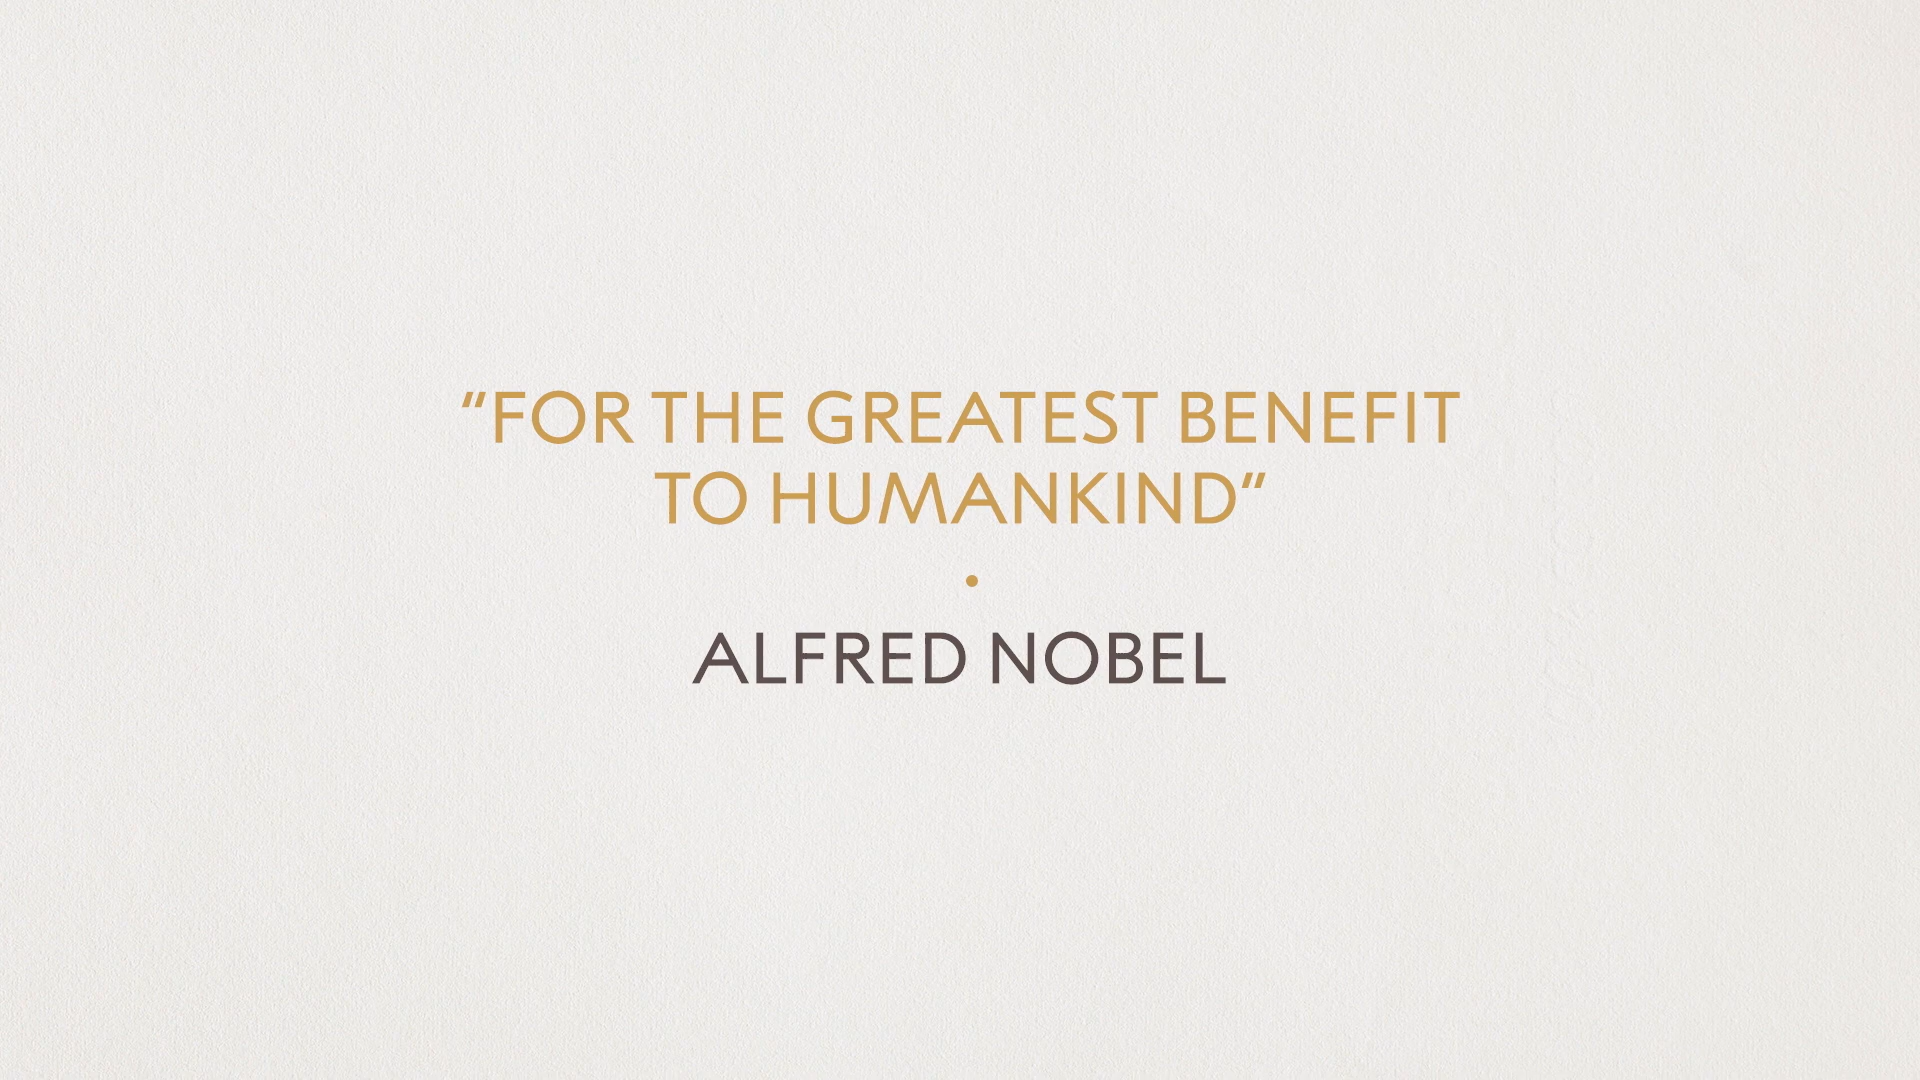 "FOR THE GREATEST BENEFIT
TO HUMANKIND"
•
ALFRED NOBEL